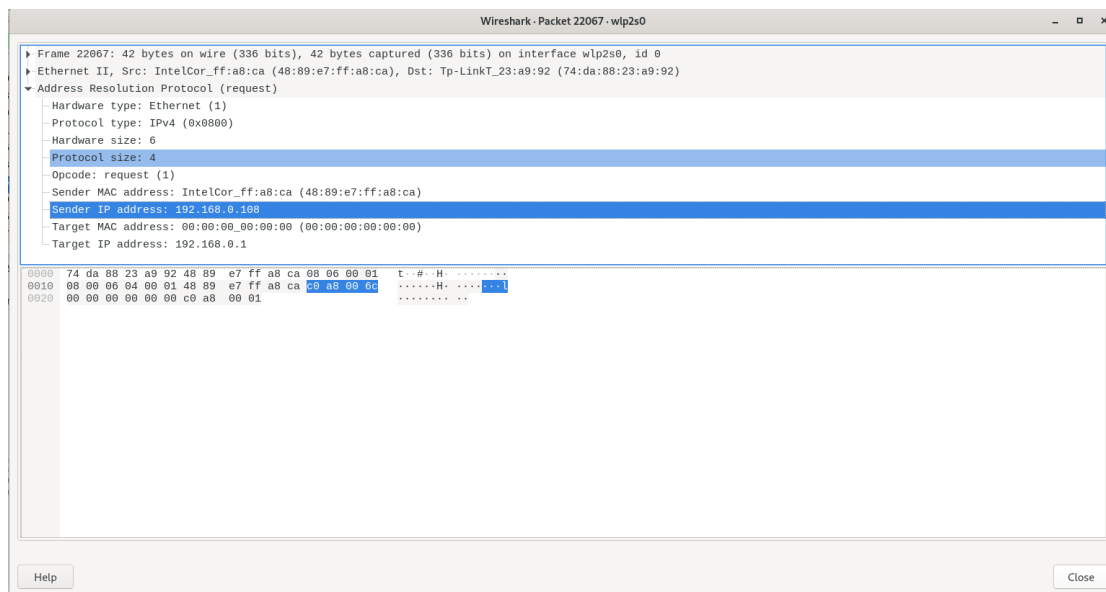 Wireshark · Packet 22067 · wlp2s0
Frame 22067: 42 bytes on wire (336 bits), 42 bytes captured (336 bits) on interface wlp2s0, id 0
Ethernet II, Src: IntelCor_ff:a8:ca (48:89:e7:ff:a8:ca), Dst: Tp-LinkT_23:a9:92 (74:da:88:23:a9:92)
Address Resolution Protocol (request)
Hardware type: Ethernet (1)
Protocol type: IPv4 (0x0800)
Hardware size: 6
Protocol size: 4
Opcode: request (1)
Sender MAC address: IntelCor_ff:a8:ca (48:89:e7:ff:a8:ca)
Sender IP address: 192.168.0.108
Target MAC address: 00:00:00_00:00:00 (00:00:00:00:00:00)
Target IP address: 192.168.0.1
0000 74 da 88 23 a9 92 48 89 e7 ff a8 ca 08 06 00 01 t··#··H· ········
0010 08 00 06 04 00 01 48 89 e7 ff a8 ca c0 a8 00 6c ······H· ·······l
0020 00 00 00 00 00 00 c0 a8 00 01 ········ ··
Help Close